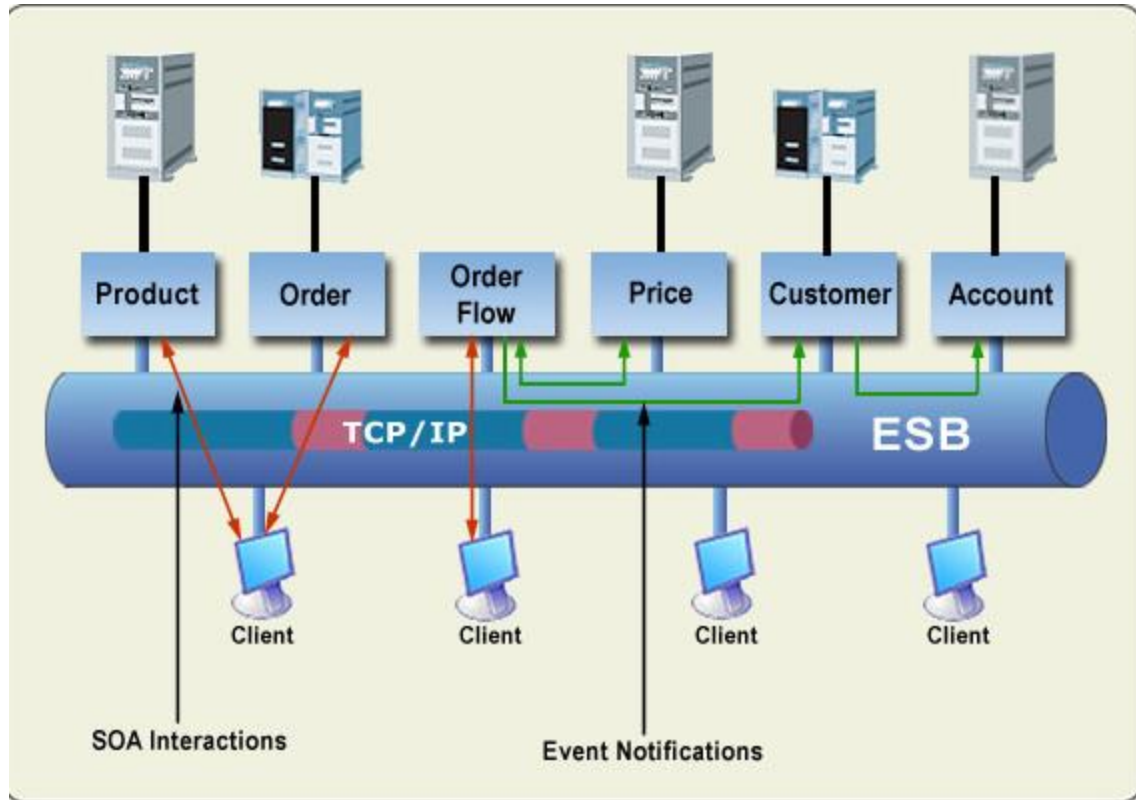 Product
Order
Order
Flow
Price
Customer
Account
TCP/IP
ESB
Client
Client
Client
Client
SOA Interactions
Event Notifications